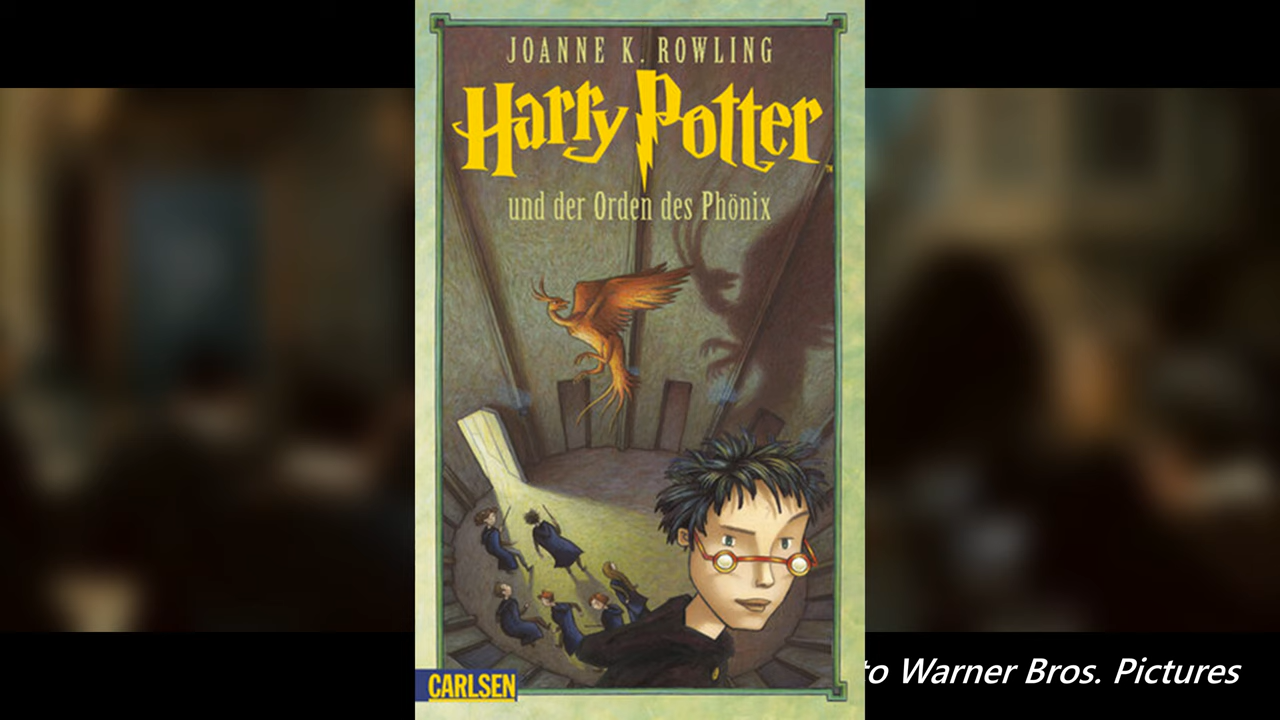 JOANNE K. ROWLING
Harry Potter
und der Orden des Phönix
CARLSEN
to Warner Bros. Pictures